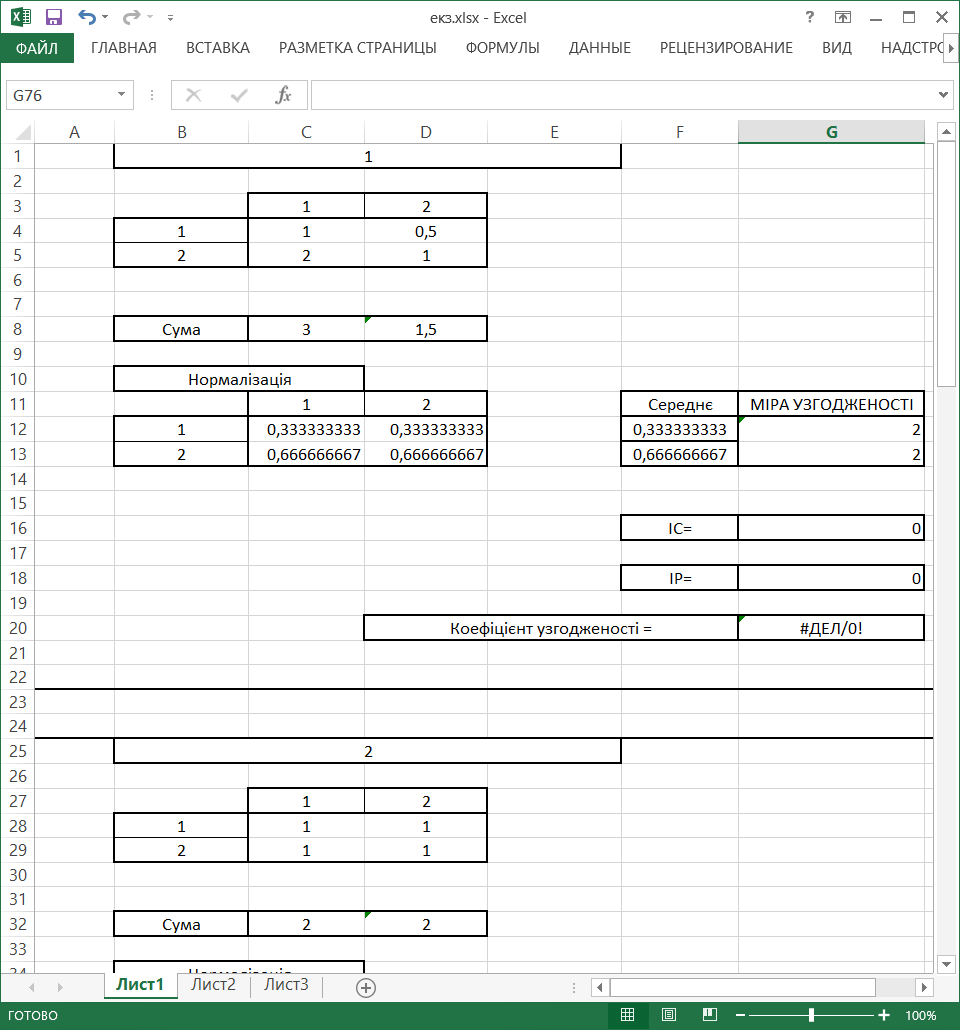 екз.xlsx - Excel
ФАЙЛ ГЛАВНАЯ ВСТАВКА РАЗМЕТКА СТРАНИЦЫ ФОРМУЛЫ ДАННЫЕ РЕЦЕНЗИРОВАНИЕ ВИД НАДСТРО
G76 fx
A B C D E F G
1 1
2
3 1 2
4 1 1 0,5
5 2 2 1
6
7
8 Сума 3 1,5
9
10 Нормалізація
11 1 2 Середнє МІРА УЗГОДЖЕНОСТІ
12 1 0,333333333 0,333333333 0,333333333 2
13 2 0,666666667 0,666666667 0,666666667 2
14
15
16 ІС= 0
17
18 ІР= 0
19
20 Коефіцієнт узгодженості = #ДЕЛ/0!
21
22
23
24
25 2
26
27 1 2
28 1 1 1
29 2 1 1
30
31
32 Сума 2 2
33
34 Нормалізація
Лист1 Лист2 Лист3
ГОТОВО 100%